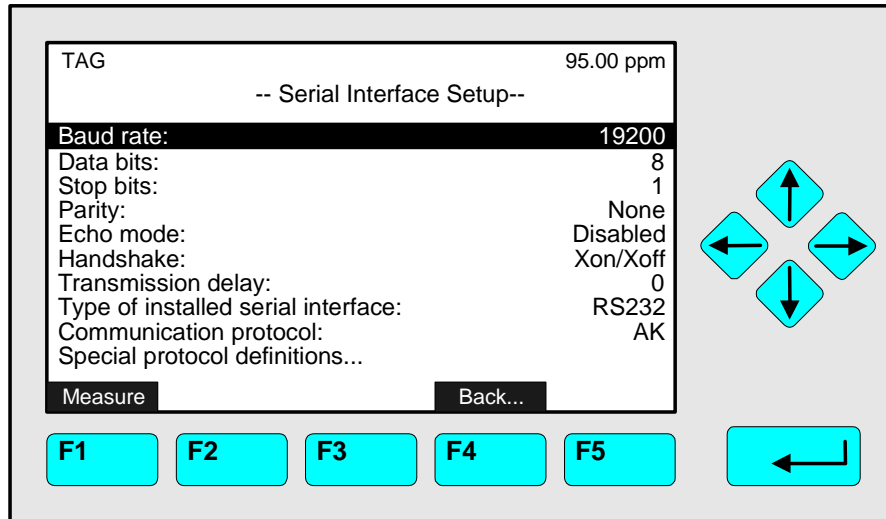 TAG 95.00 ppm
-- Serial Interface Setup--
Baud rate: 19200
Data bits: 8
Stop bits: 1
Parity: None
Echo mode: Disabled
Handshake: Xon/Xoff
Transmission delay: 0
Type of installed serial interface: RS232
Communication protocol: AK
Special protocol definitions...
Measure Back...
F1 F2 F3 F4 F5